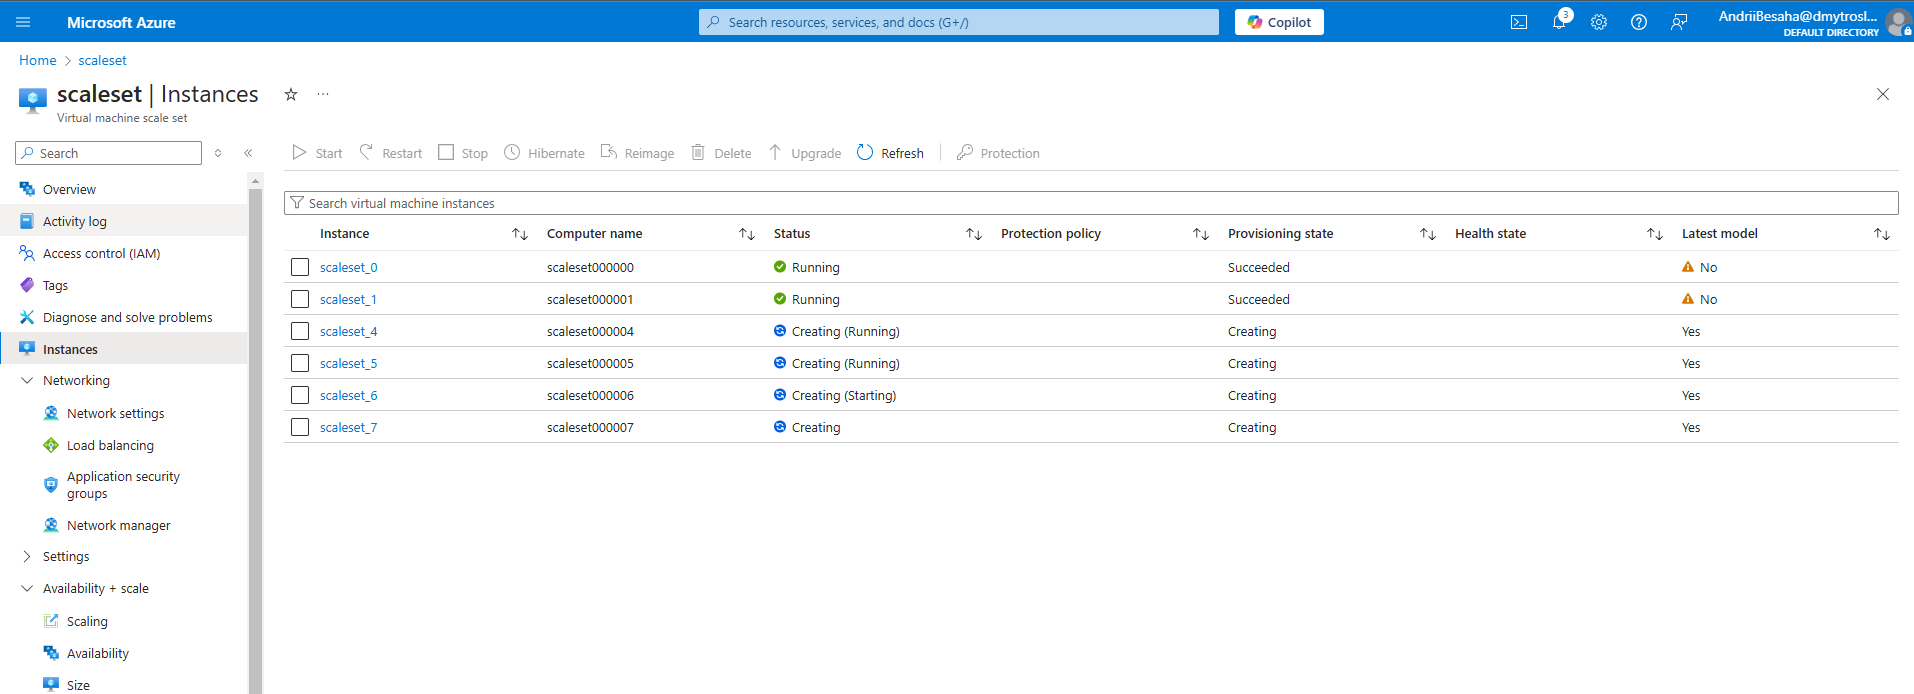 Microsoft Azure
Search resources, services, and docs (G+/)
Copilot
3
AndriiBesaha@dmytrosl...
DEFAULT DIRECTORY
Home > scaleset
scaleset | Instances
Virtual machine scale set
Search
Start Restart Stop Hibernate Reimage Delete Upgrade Refresh Protection
Overview
Activity log
Access control (IAM)
Tags
Diagnose and solve problems
Instances
Networking
Network settings
Load balancing
Application security
groups
Network manager
Settings
Availability + scale
Scaling
Availability
Size
Search virtual machine instances
Instance Computer name Status Protection policy Provisioning state Health state Latest model
scaleset_0 scaleset000000 Running Succeeded No
scaleset_1 scaleset000001 Running Succeeded No
scaleset_4 scaleset000004 Creating (Running) Creating Yes
scaleset_5 scaleset000005 Creating (Running) Creating Yes
scaleset_6 scaleset000006 Creating (Starting) Creating Yes
scaleset_7 scaleset000007 Creating Creating Yes